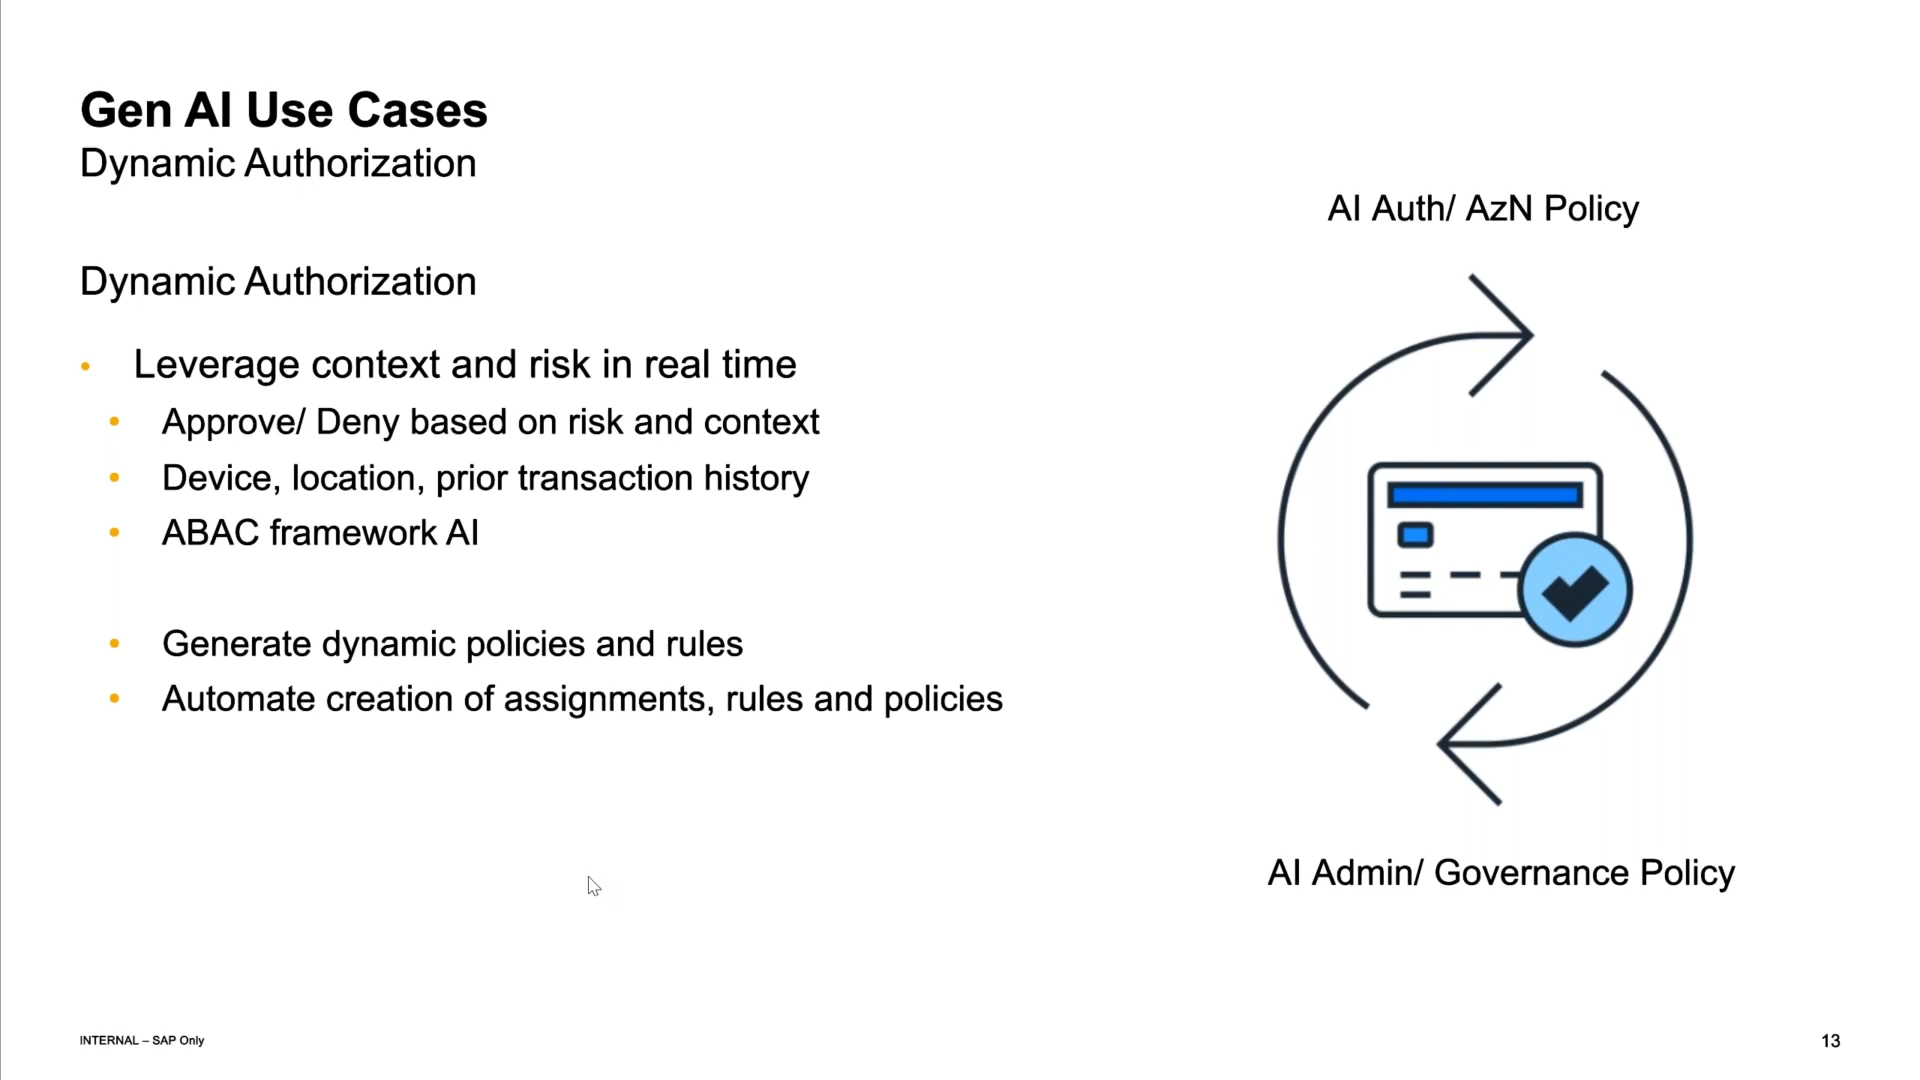 Gen AI Use Cases
Dynamic Authorization
Dynamic Authorization
• Leverage context and risk in real time
• Approve/ Deny based on risk and context
• Device, location, prior transaction history
• ABAC framework AI
• Generate dynamic policies and rules
• Automate creation of assignments, rules and policies
AI Auth/ AzN Policy
AI Admin/ Governance Policy
INTERNAL – SAP Only
13